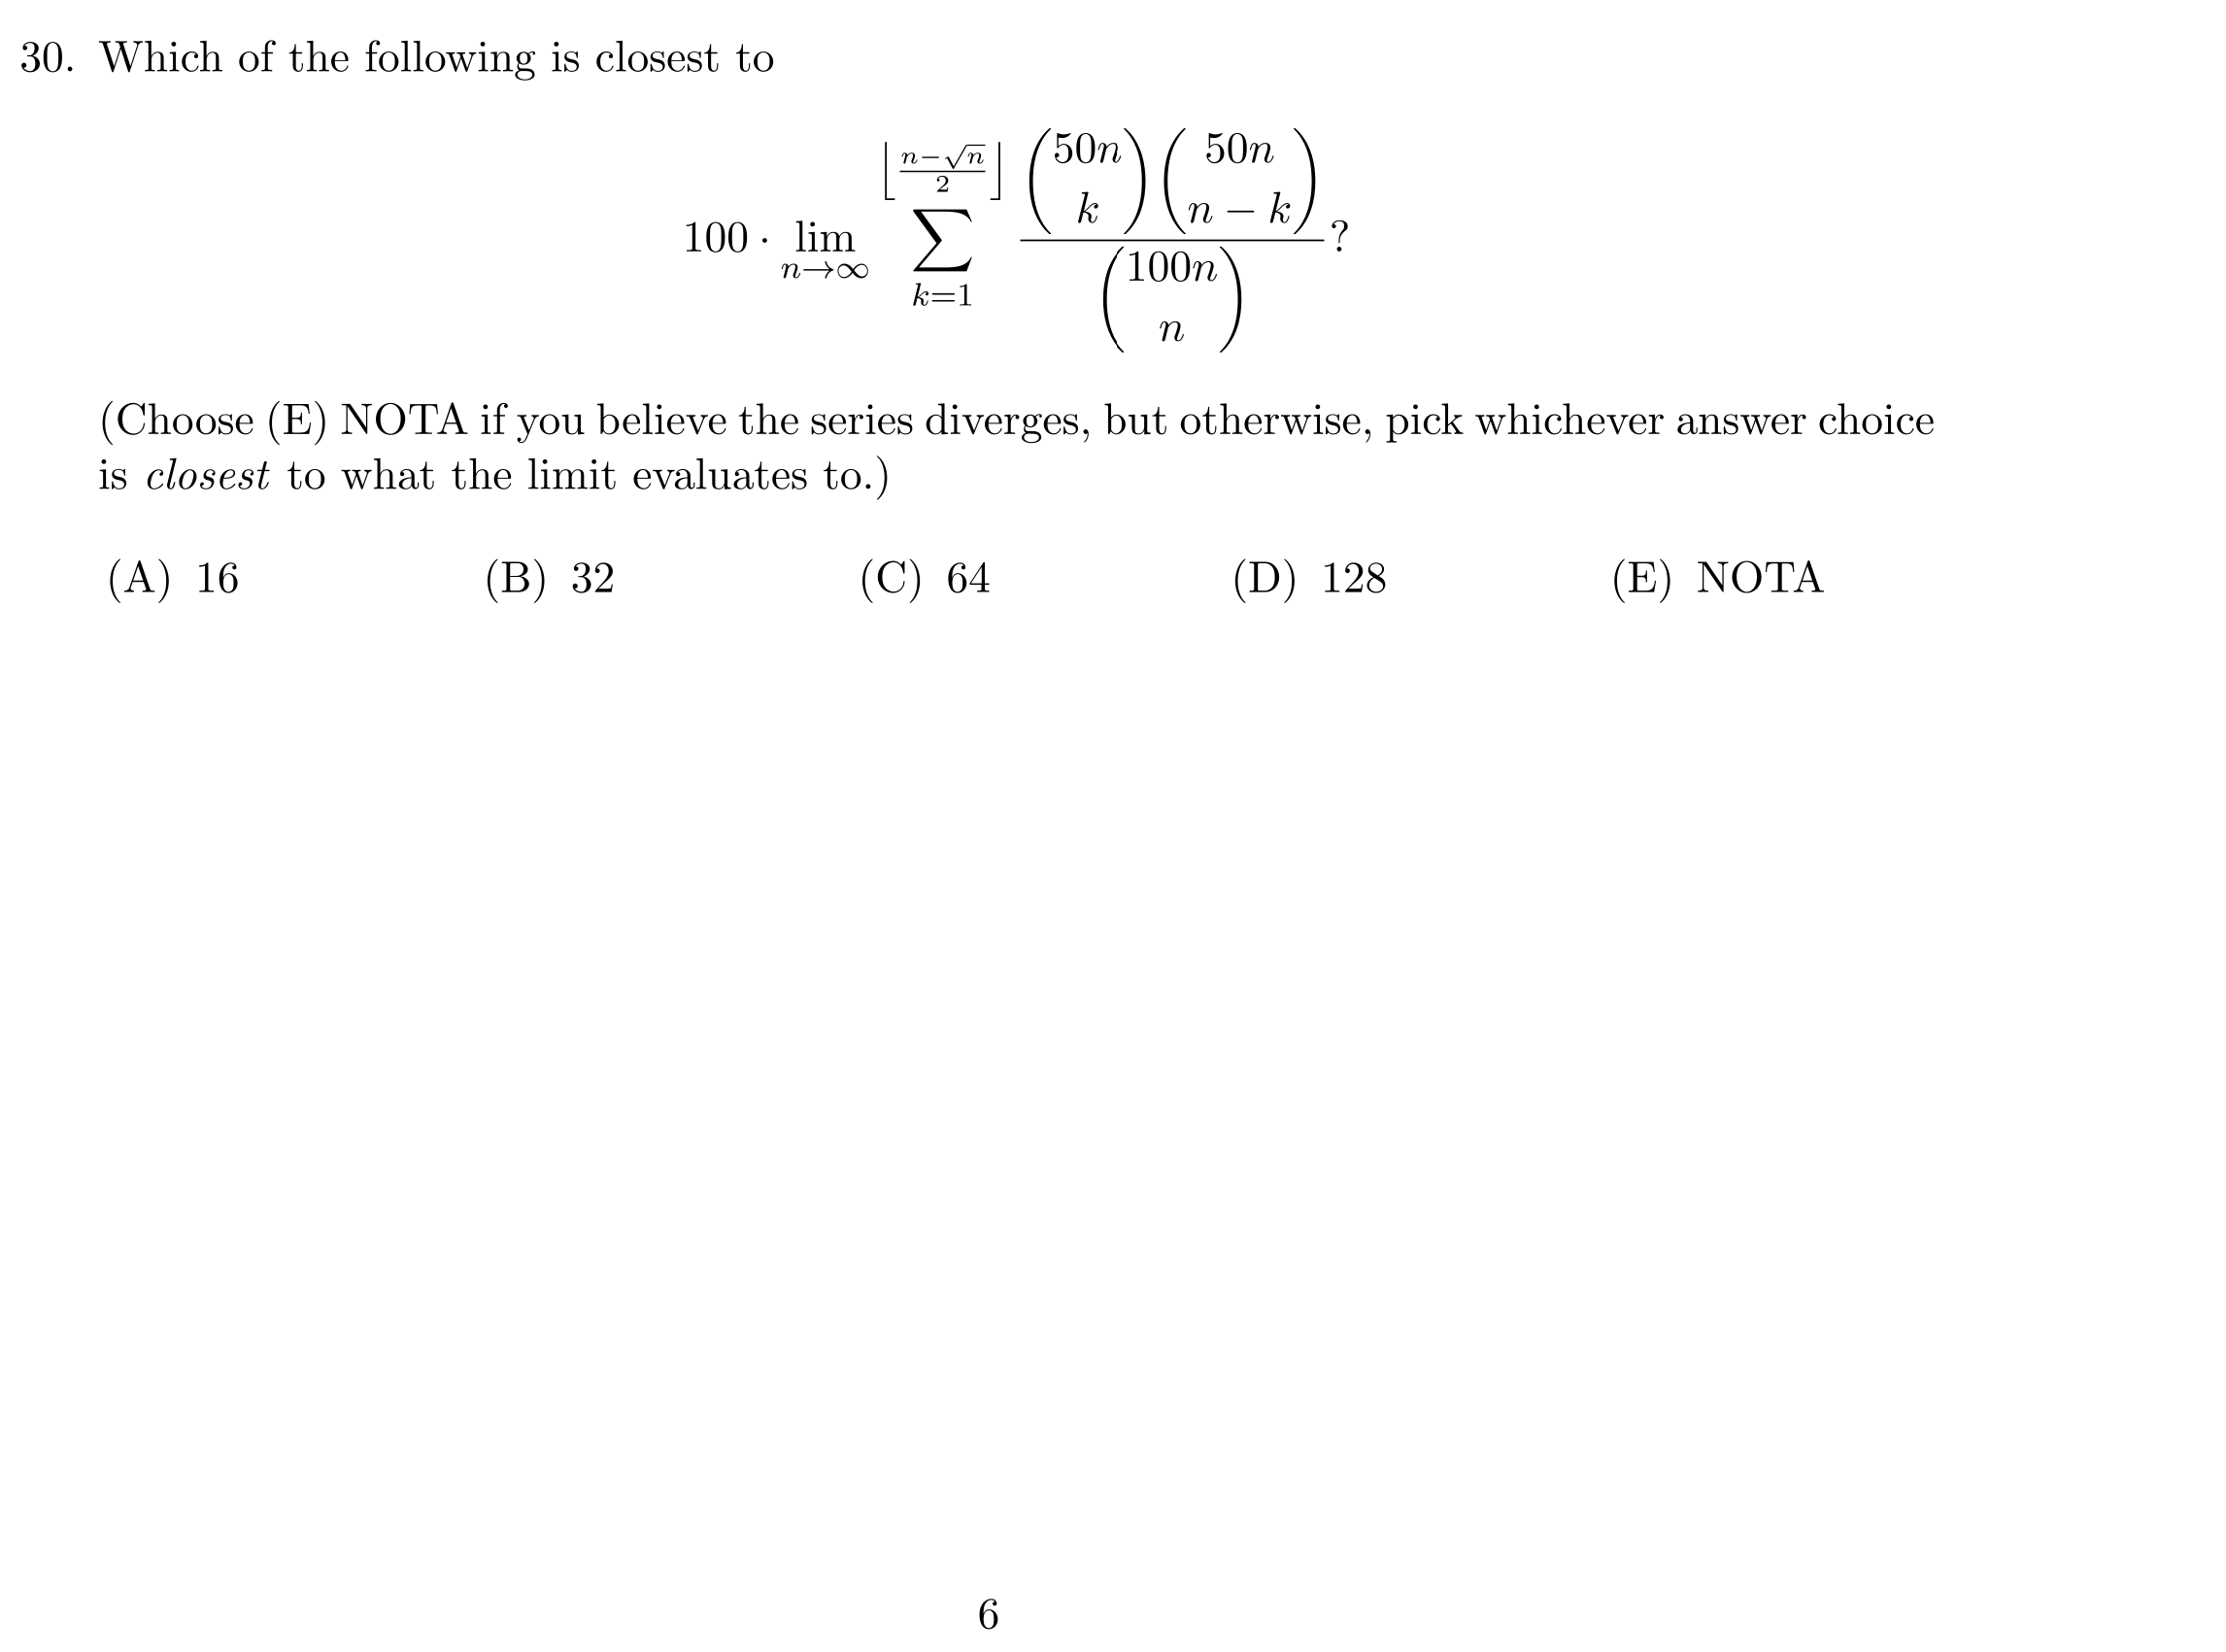 30. Which of the following is closest to
$$100 \cdot \lim_{n \to \infty} \sum_{k=1}^{\left\lfloor \frac{n-\sqrt{n}}{2} \right\rfloor} \frac{\binom{50n}{k}\binom{50n}{n-k}}{\binom{100n}{n}}?$$
(Choose (E) NOTA if you believe the series diverges, but otherwise, pick whichever answer choice
is closest to what the limit evaluates to.)
(A) 16 (B) 32 (C) 64 (D) 128 (E) NOTA
6